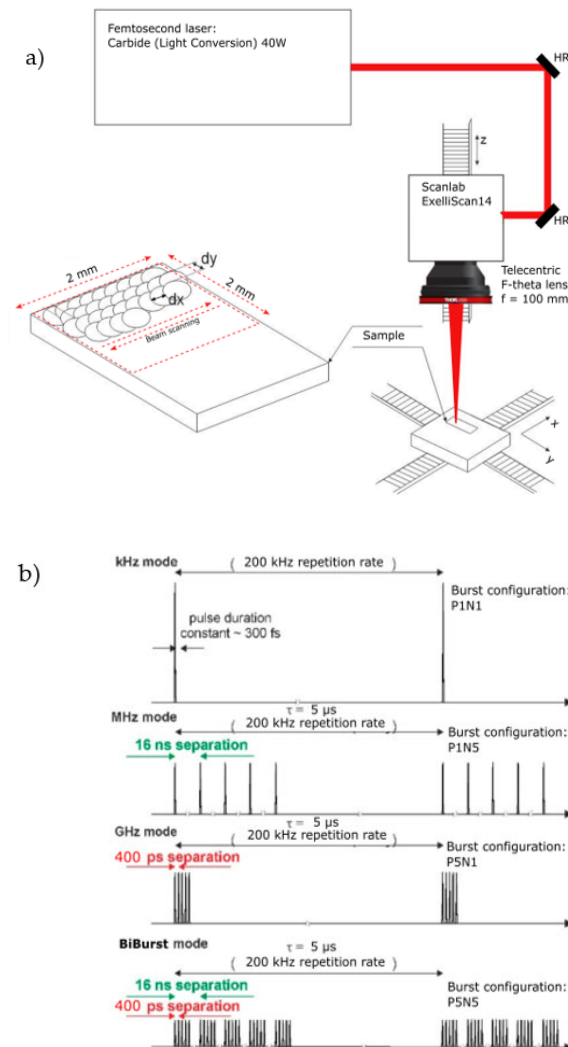 a)
Femtosecond laser:
Carbide (Light Conversion) 40W
HR
z
Scanlab
ExelliScan14
HR
Telecentric
F-theta lens
f = 100 mm
THORLABS
2 mm
dy
2 mm
dx
Beam scanning
Sample
x
y
b)
kHz mode
( 200 kHz repetition rate )
Burst configuration:
P1N1
pulse duration
constant ~ 300 fs
τ = 5 µs
MHz mode
( 200 kHz repetition rate )
Burst configuration:
P1N5
16 ns separation
τ = 5 µs
GHz mode
( 200 kHz repetition rate )
Burst configuration:
P5N1
400 ps separation
τ = 5 µs
BiBurst mode
( 200 kHz repetition rate )
Burst configuration:
P5N5
16 ns separation
400 ps separation